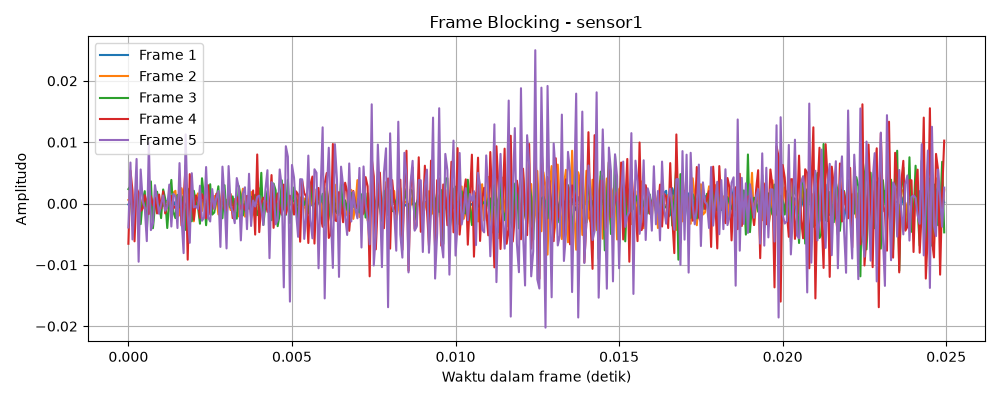 Frame Blocking - sensor1
Frame 1
Frame 2
Frame 3
Frame 4
Frame 5
Amplitudo
0.02
0.01
0.00
−0.01
−0.02
0.000 0.005 0.010 0.015 0.020 0.025
Waktu dalam frame (detik)